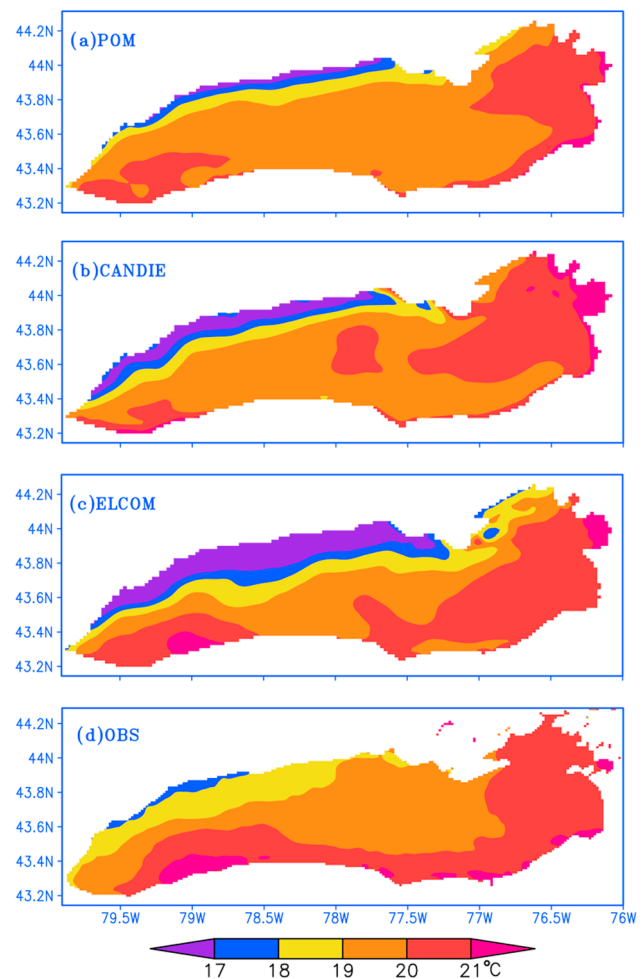 44.2N
(a)POM
44N
43.8N
43.6N
43.4N
43.2N
44.2N
(b)CANDIE
44N
43.8N
43.6N
43.4N
43.2N
44.2N
(c)ELCOM
44N
43.8N
43.6N
43.4N
43.2N
44.2N
(d)OBS
44N
43.8N
43.6N
43.4N
43.2N
79.5W 79W 78.5W 78W 77.5W 77W 76.5W 76W
17 18 19 20 21°C